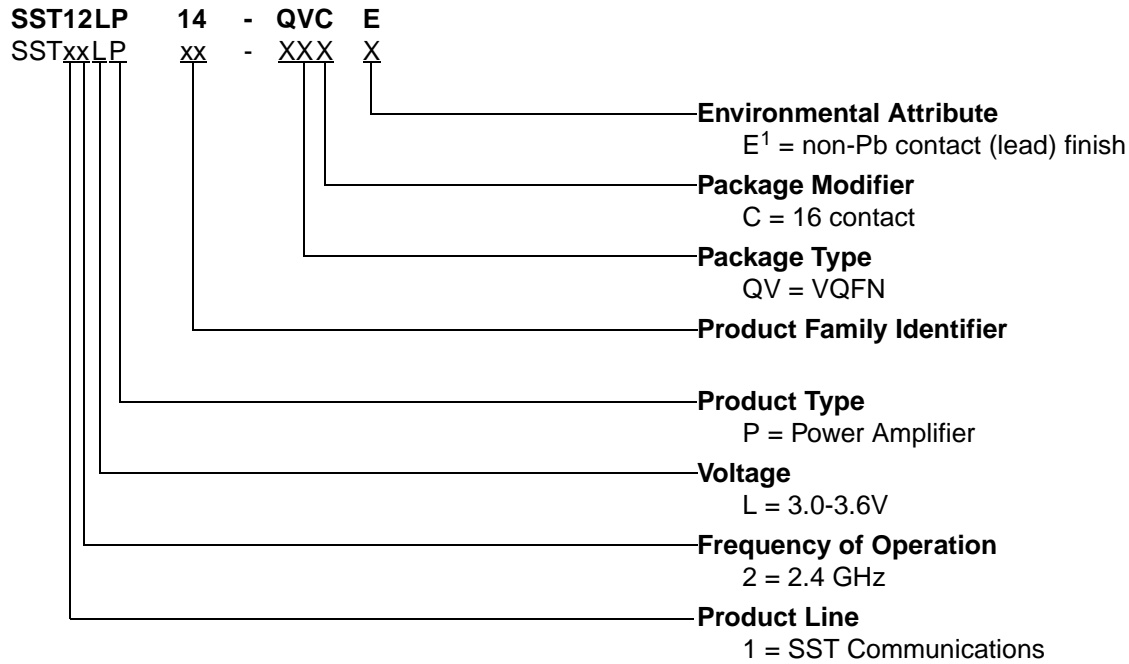 SST12LP 14 - QVC E
SSTxxLP xx - XXX X
Environmental Attribute
E1 = non-Pb contact (lead) finish
Package Modifier
C = 16 contact
Package Type
QV = VQFN
Product Family Identifier
Product Type
P = Power Amplifier
Voltage
L = 3.0-3.6V
Frequency of Operation
2 = 2.4 GHz
Product Line
1 = SST Communications